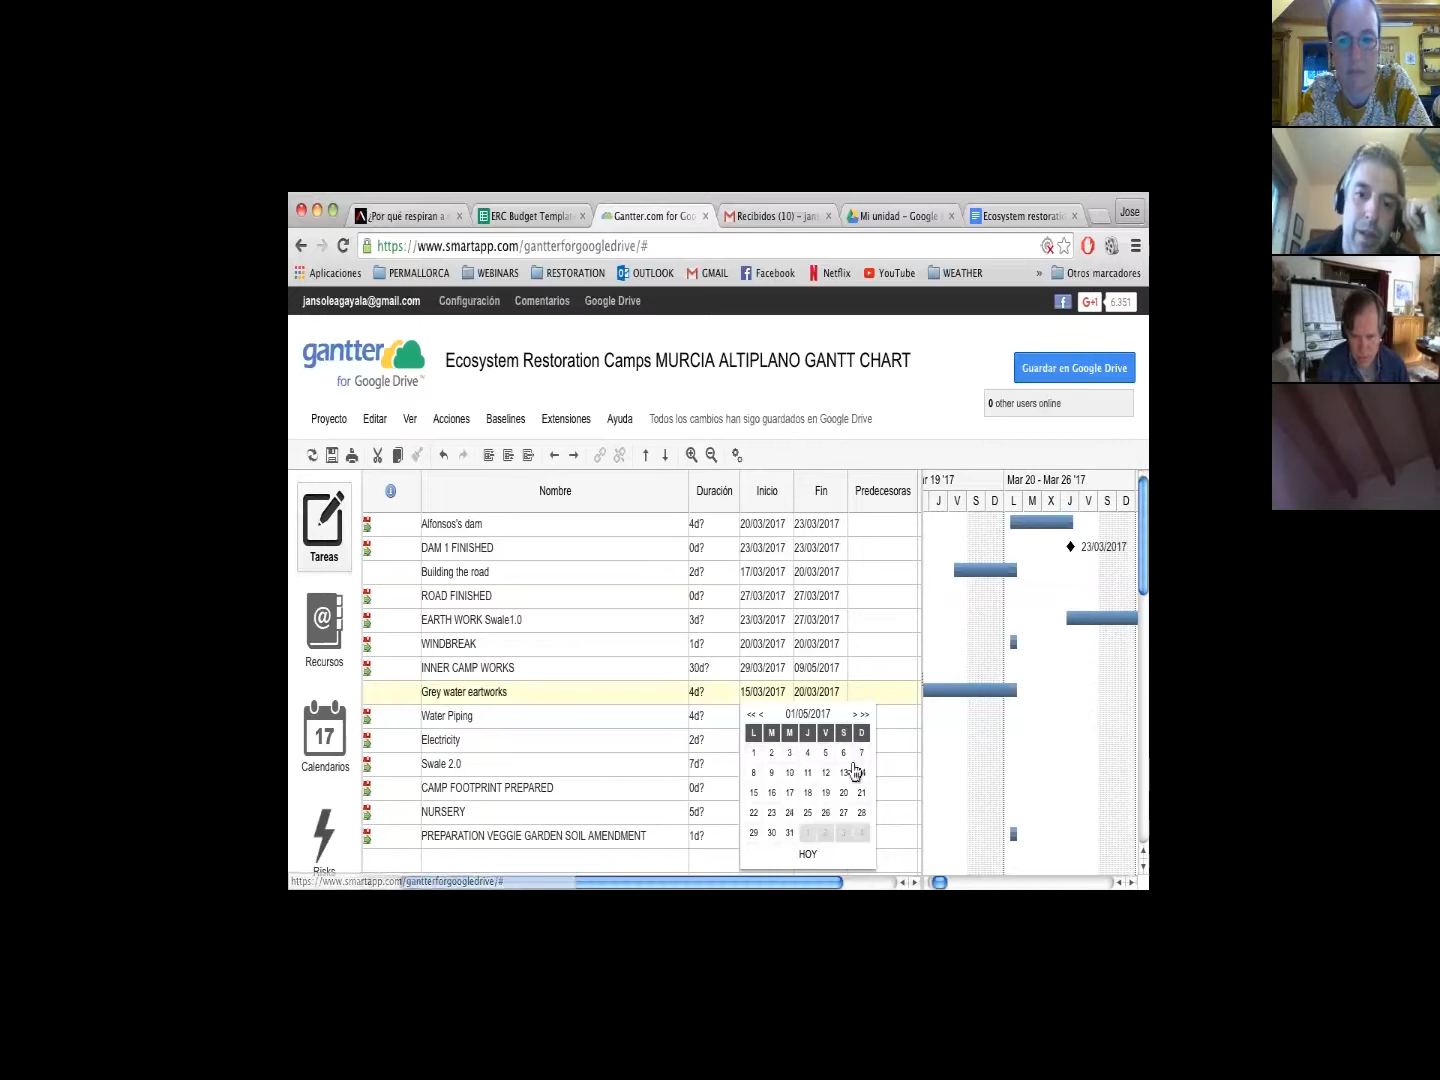 ¿Por qué respiran a
ERC Budget Templat
Gantter.com for Goo
Recibidos (10) – jan
Mi unidad – Google
Ecosystem restorati
Jose
https://www.smartapp.com/gantterforgoogledrive/#
Aplicaciones PERMALLORCA WEBINARS RESTORATION OUTLOOK GMAIL Facebook Netflix YouTube WEATHER » Otros marcadores
jansoleagayala@gmail.com Configuración Comentarios Google Drive
G+1 6.351
gantter
for Google Drive™
Ecosystem Restoration Camps MURCIA ALTIPLANO GANTT CHART
Guardar en Google Drive
0 other users online
Proyecto Editar Ver Acciones Baselines Extensiones Ayuda Todos los cambios han sigo guardados en Google Drive
Nombre Duración Inicio Fin Predecesoras
r 19 '17 Mar 20 - Mar 26 '17
J V S D L M X J V S D
Alfonsos's dam 4d? 20/03/2017 23/03/2017
DAM 1 FINISHED 0d? 23/03/2017 23/03/2017 23/03/2017
Building the road 2d? 17/03/2017 20/03/2017
ROAD FINISHED 0d? 27/03/2017 27/03/2017
EARTH WORK Swale1.0 3d? 23/03/2017 27/03/2017
WINDBREAK 1d? 20/03/2017 20/03/2017
INNER CAMP WORKS 30d? 29/03/2017 09/05/2017
Grey water eartworks 4d? 15/03/2017 20/03/2017
Water Piping 4d?
Electricity 2d?
Swale 2.0 7d?
CAMP FOOTPRINT PREPARED 0d?
NURSERY 5d?
PREPARATION VEGGIE GARDEN SOIL AMENDMENT 1d?
Tareas
Recursos
17
Calendarios
Risks
<< < 01/05/2017 > >>
L M M J V S D
1 2 3 4 5 6 7
8 9 10 11 12 13
15 16 17 18 19 20 21
22 23 24 25 26 27 28
29 30 31 1 2 3 4
HOY
https://www.smartapp.com/gantterforgoogledrive/#